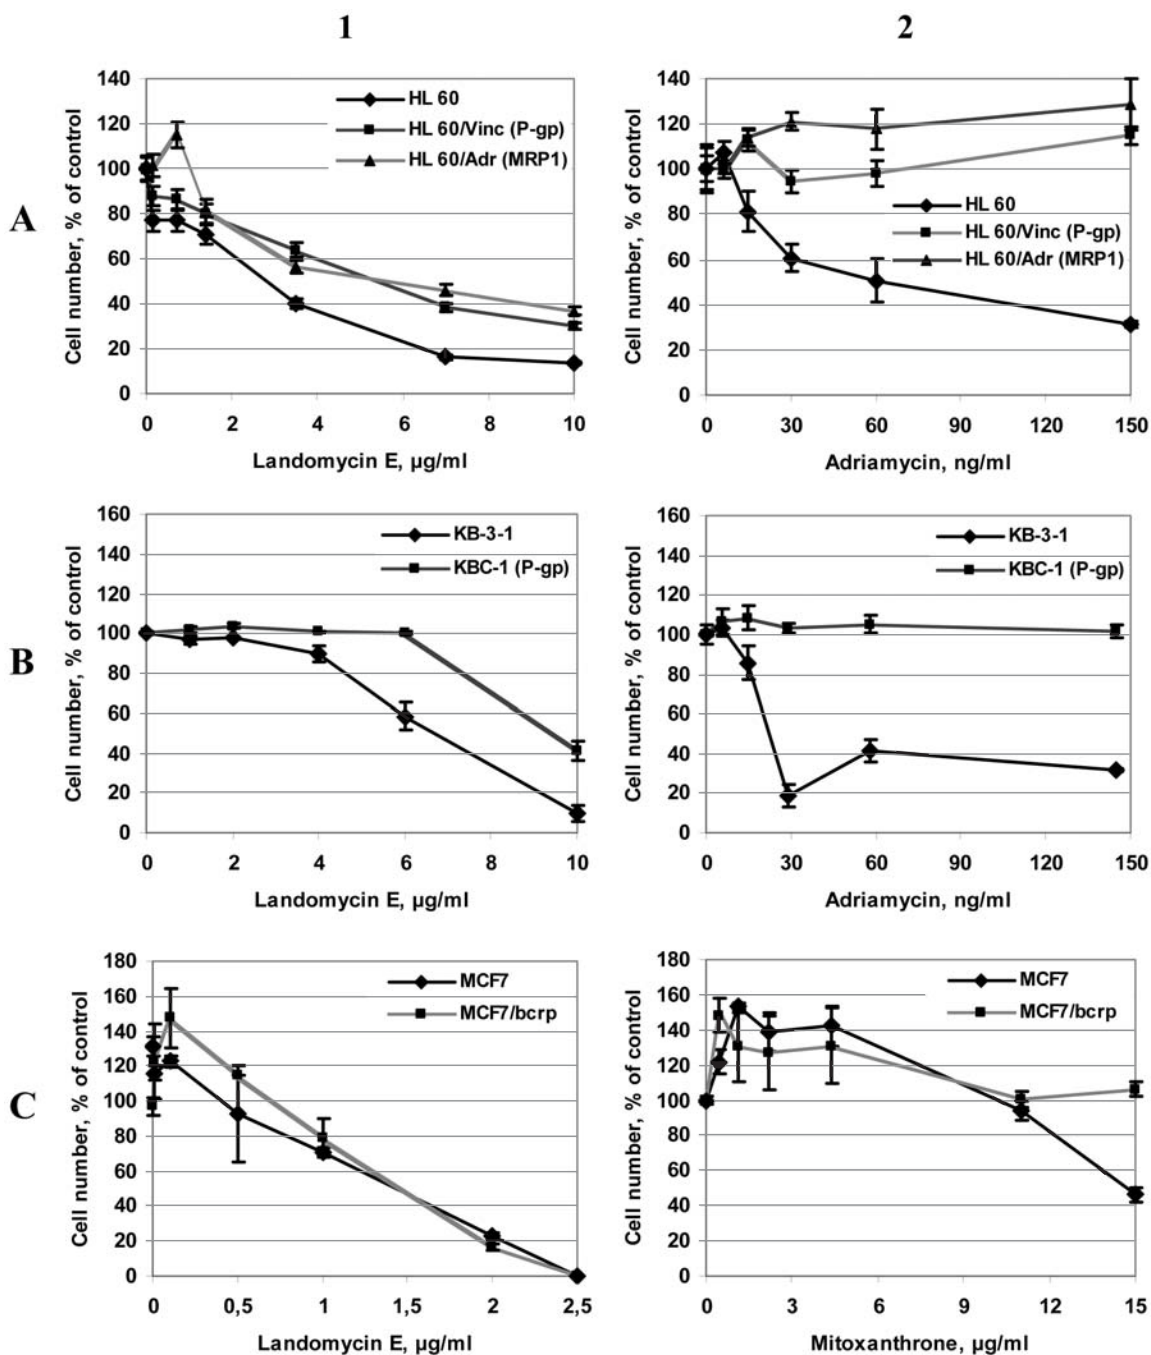 1
2
A
Cell number, % of control
140
120
100
80
60
40
20
0
HL 60
HL 60/Vinc (P-gp)
HL 60/Adr (MRP1)
0 2 4 6 8 10
Landomycin E, µg/ml
Cell number, % of control
140
120
100
80
60
40
20
0
HL 60
HL 60/Vinc (P-gp)
HL 60/Adr (MRP1)
0 30 60 90 120 150
Adriamycin, ng/ml
B
Cell number, % of control
160
140
120
100
80
60
40
20
0
KB-3-1
KBC-1 (P-gp)
0 2 4 6 8 10
Landomycin E, µg/ml
Cell number, % of control
160
140
120
100
80
60
40
20
0
KB-3-1
KBC-1 (P-gp)
0 30 60 90 120 150
Adriamycin, ng/ml
C
Cell number, % of control
180
160
140
120
100
80
60
40
20
0
MCF7
MCF7/bcrp
0 0,5 1 1,5 2 2,5
Landomycin E, µg/ml
Cell number, % of control
180
160
140
120
100
80
60
40
20
0
MCF7
MCF7/bcrp
0 3 6 9 12 15
Mitoxanthrone, µg/ml